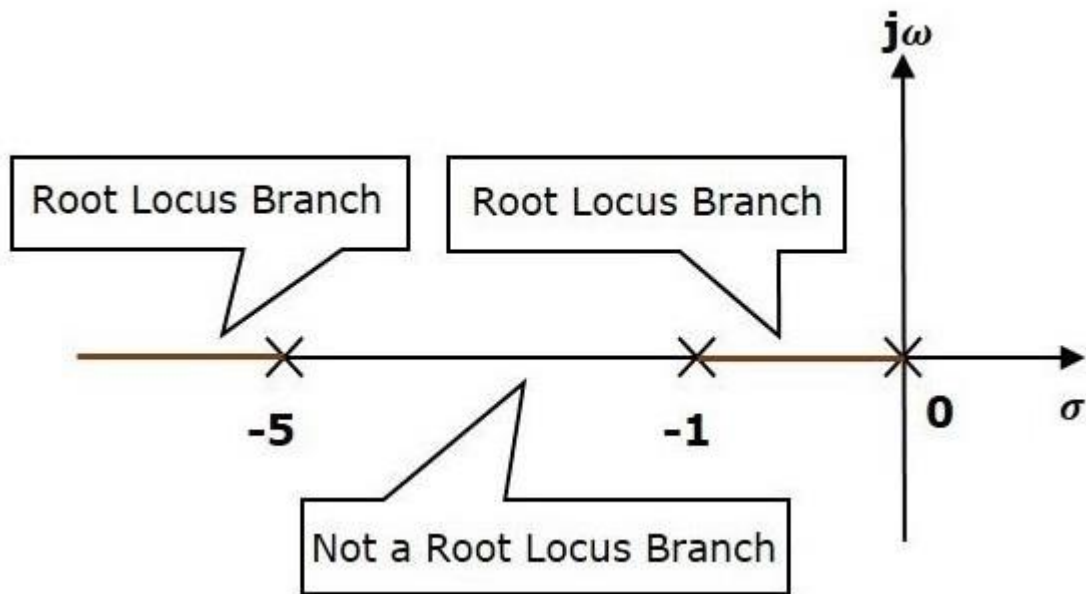 jω
Root Locus Branch
Root Locus Branch
-5
-1
0
σ
Not a Root Locus Branch